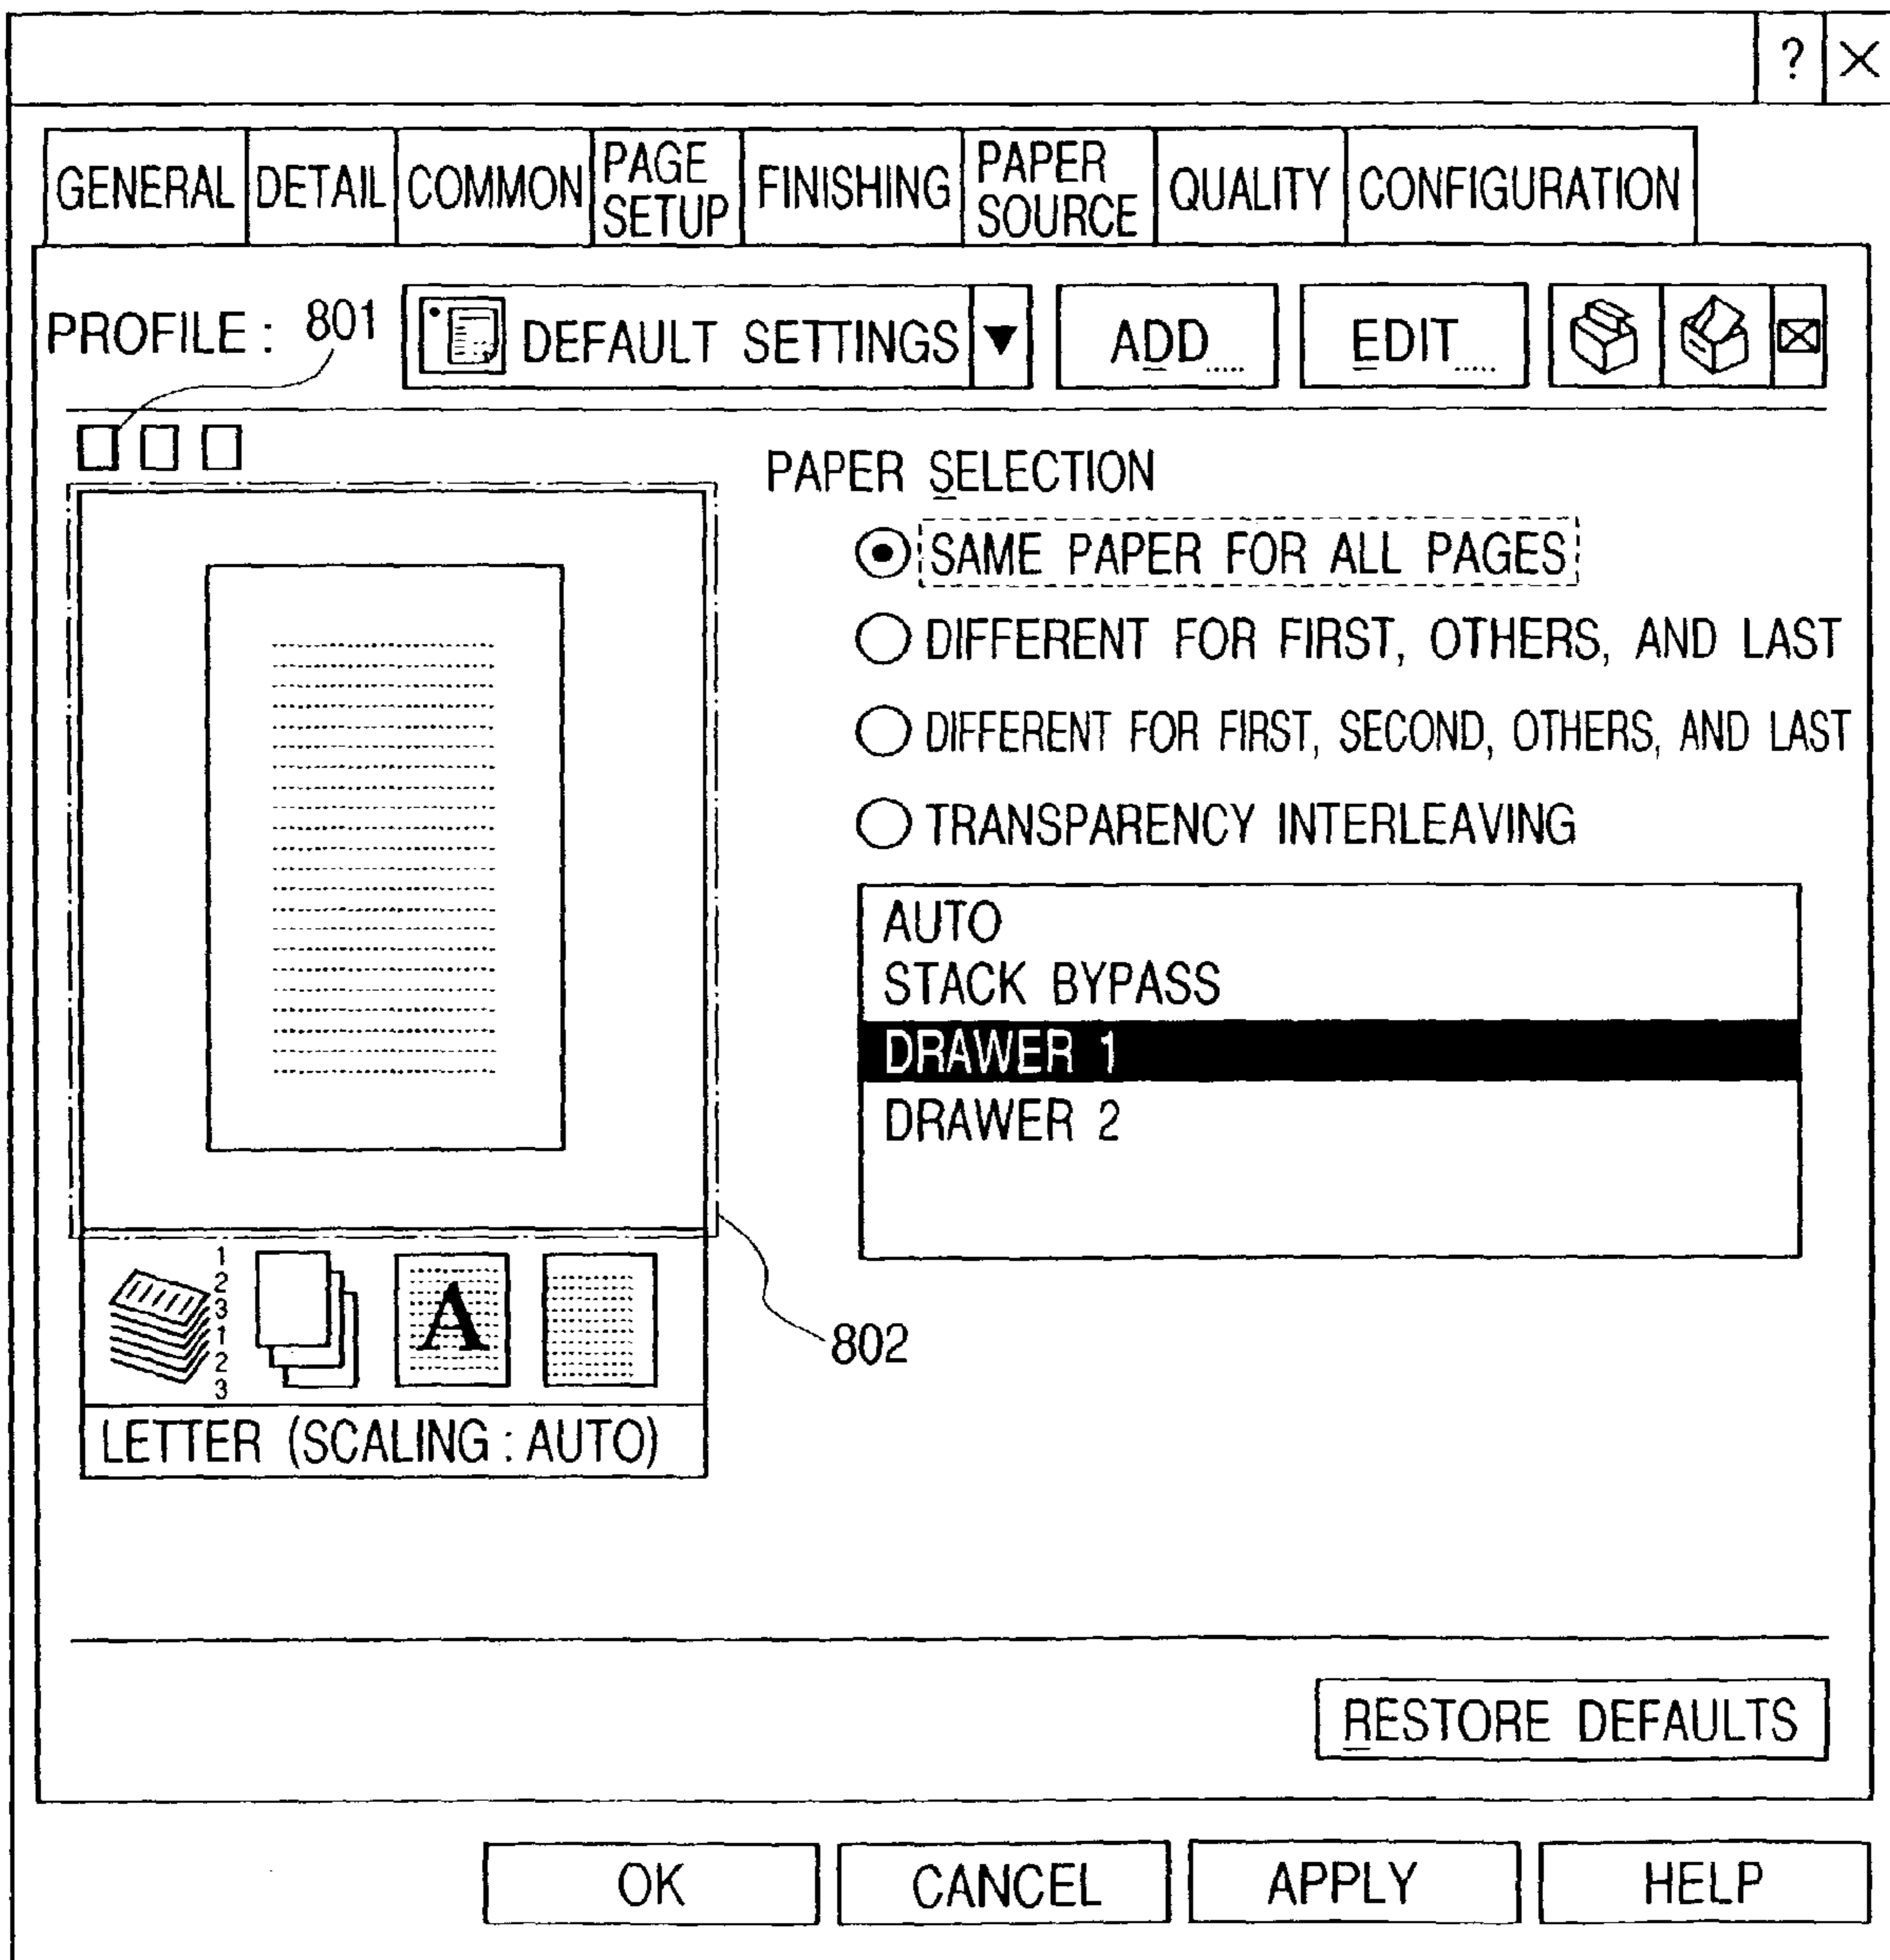 ?
GENERAL DETAIL COMMON PAGE SETUP FINISHING PAPER SOURCE QUALITY CONFIGURATION
PROFILE : 801 DEFAULT SETTINGS ▼ ADD..... EDIT.....
PAPER SELECTION
SAME PAPER FOR ALL PAGES
DIFFERENT FOR FIRST, OTHERS, AND LAST
DIFFERENT FOR FIRST, SECOND, OTHERS, AND LAST
TRANSPARENCY INTERLEAVING
AUTO
STACK BYPASS
DRAWER 1
DRAWER 2
1
2
3
1
2
3
A
802
LETTER (SCALING : AUTO)
RESTORE DEFAULTS
OK CANCEL APPLY HELP